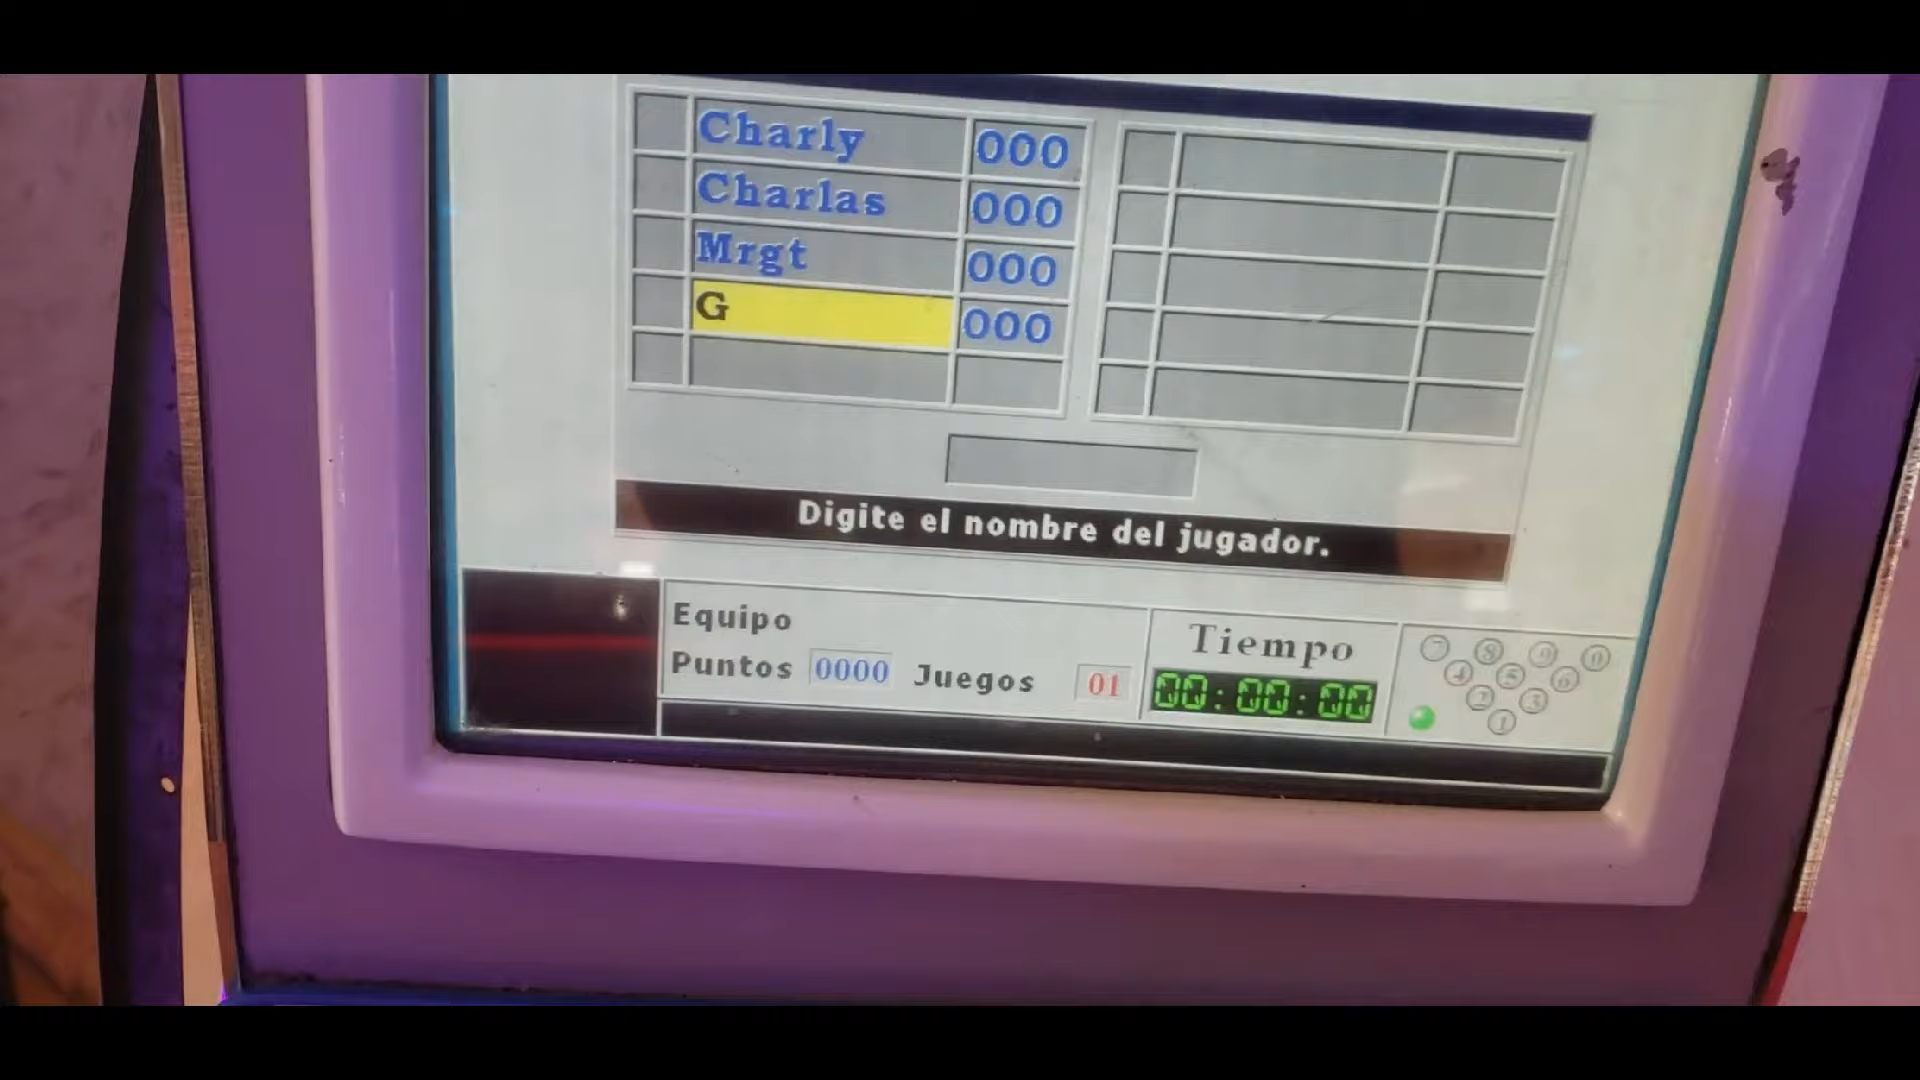 Charly 000
Charlas 000
Mrgt 000
G 000
Digite el nombre del jugador.
Equipo
Puntos 0000 Juegos 01
Tiempo
00:00:00
7 8 9 0
4 5 6
2 3
1